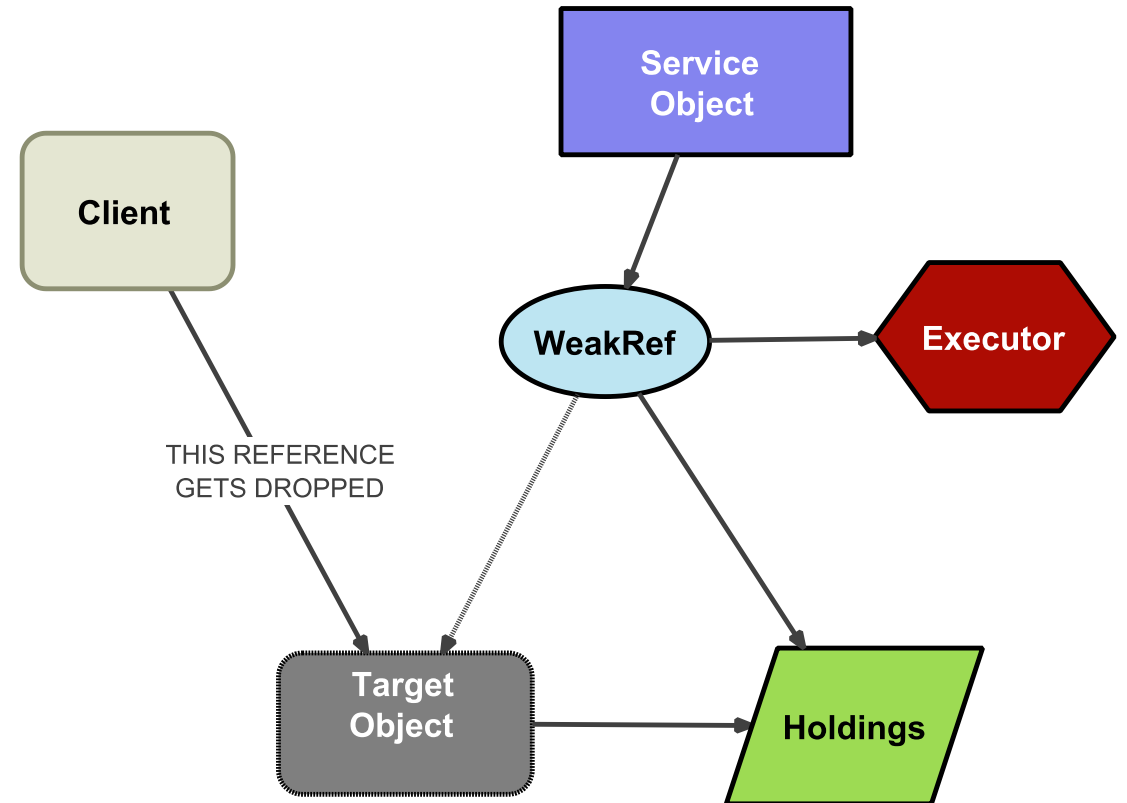 Service
Object
Client
WeakRef
Executor
THIS REFERENCE
GETS DROPPED
Target
Object
Holdings